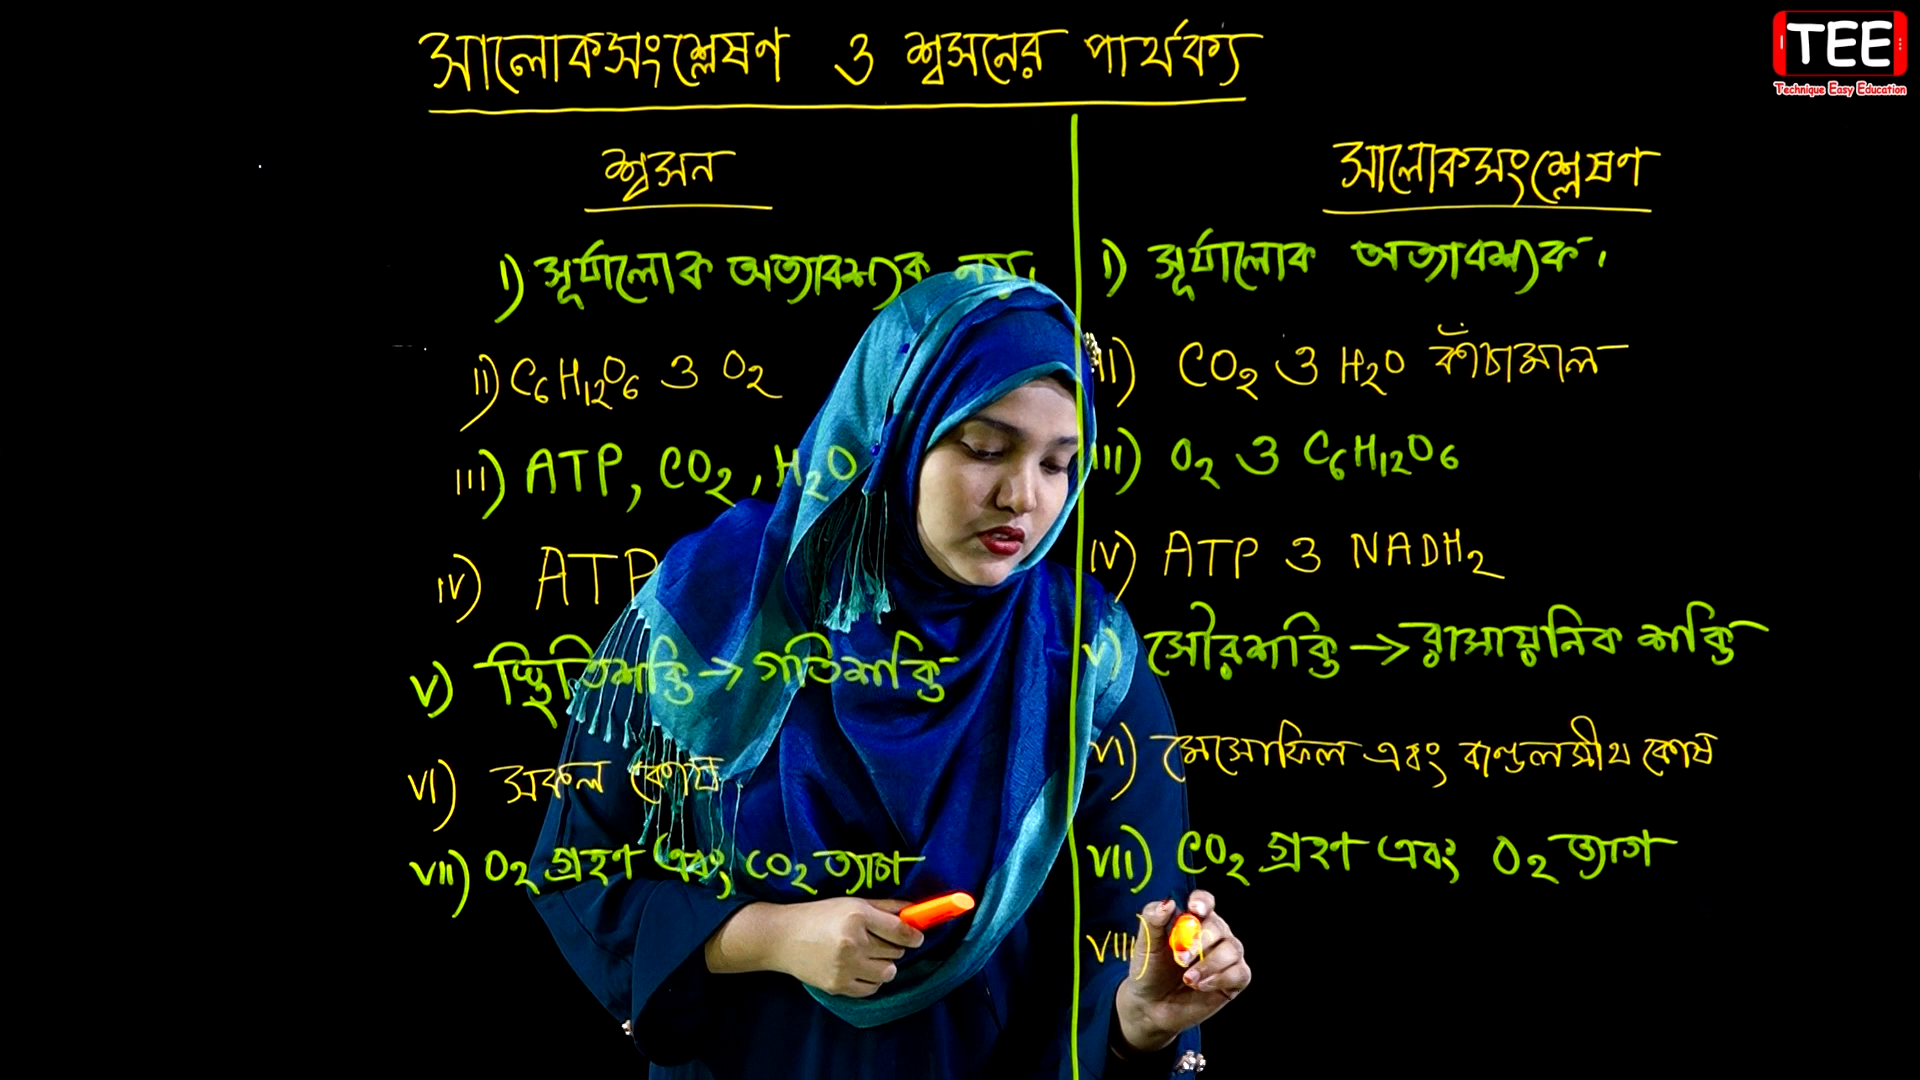 TEE
Technique Easy Education
আলোকসংশ্লেষণ ও শ্বসনের পার্থক্য
শ্বসন
i) সূর্যালোক অত্যাবশ্যক নয়।
ii) C6H12O6 ও O2
iii) ATP, CO2, H2O
iv) ATP
v) স্থিতিশক্তি → গতিশক্তি
vi) সকল কোষ
vii) O2 গ্রহণ এবং CO2 ত্যাগ
আলোকসংশ্লেষণ
i) সূর্যালোক অত্যাবশ্যক।
ii) CO2 ও H2O কাঁচামাল
iii) O2 ও C6H12O6
iv) ATP ও NADH2
v) সৌরশক্তি → রাসায়নিক শক্তি
vi) মেসোফিল এবং বান্ডলসীথ কোষ
vii) CO2 গ্রহণ এবং O2 ত্যাগ
viii)